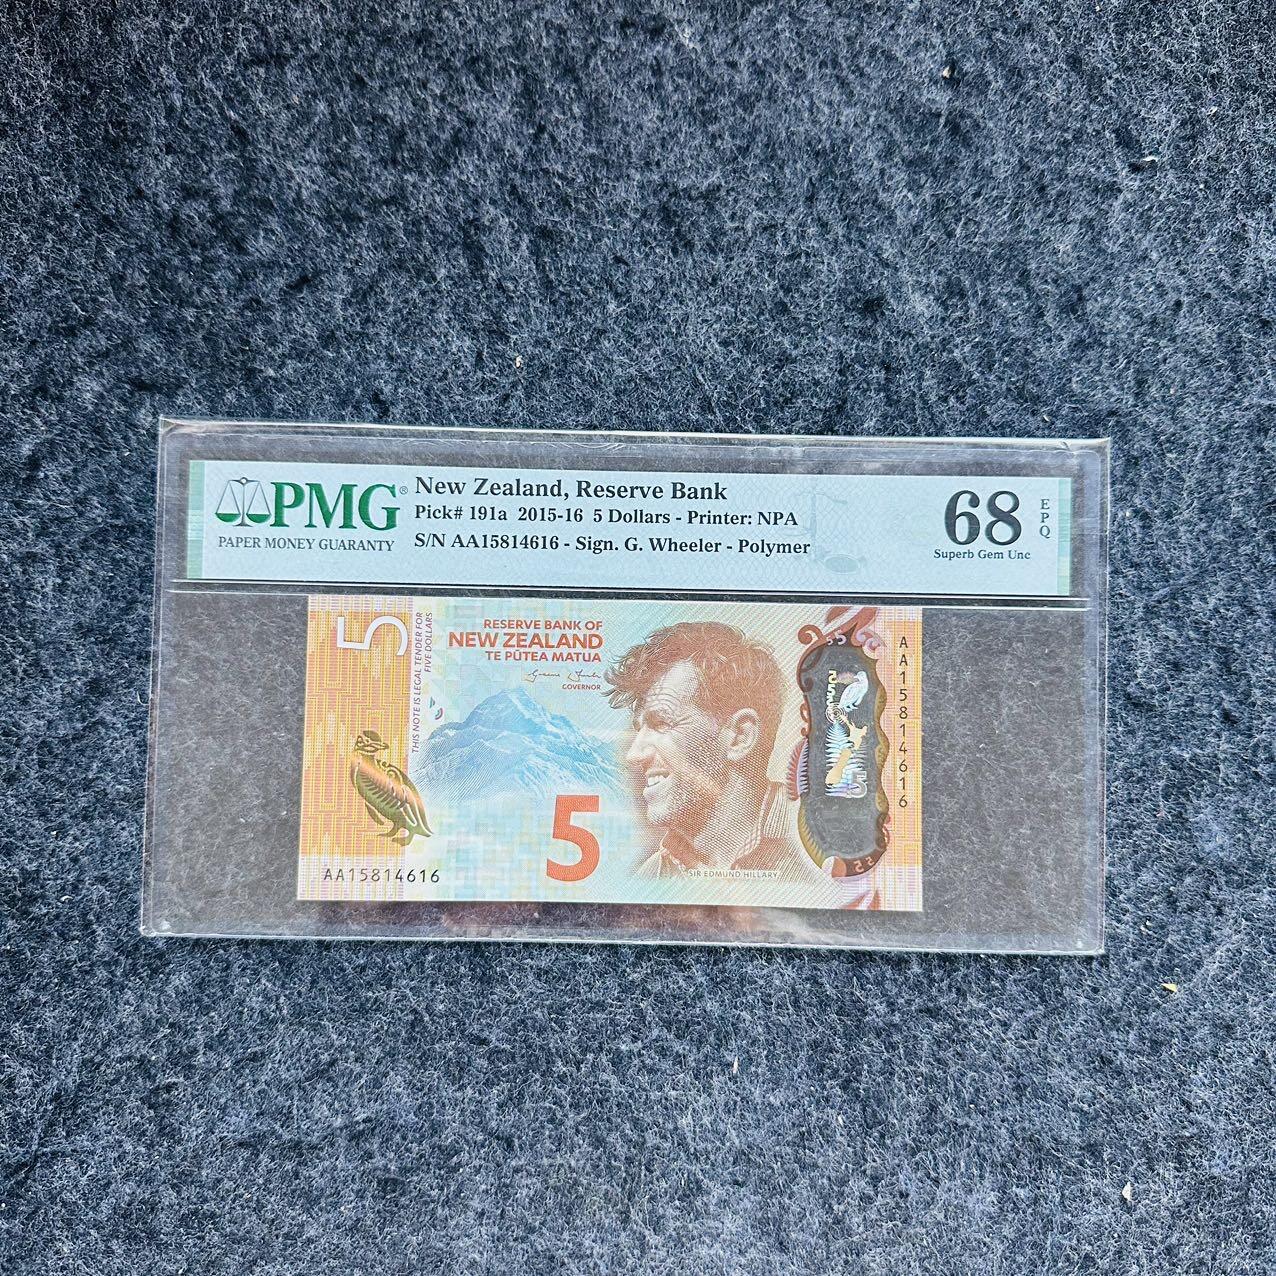 PMG®
PAPER MONEY GUARANTY
New Zealand, Reserve Bank
Pick# 191a 2015-16 5 Dollars - Printer: NPA
S/N AA15814616 - Sign. G. Wheeler - Polymer
68
EPQ
Superb Gem Unc
5
THIS NOTE IS LEGAL TENDER FOR
FIVE DOLLARS
RESERVE BANK OF
NEW ZEALAND
TE PŪTEA MATUA
GOVERNOR
5
SIR EDMUND HILLARY
AA15814616
AA15814616